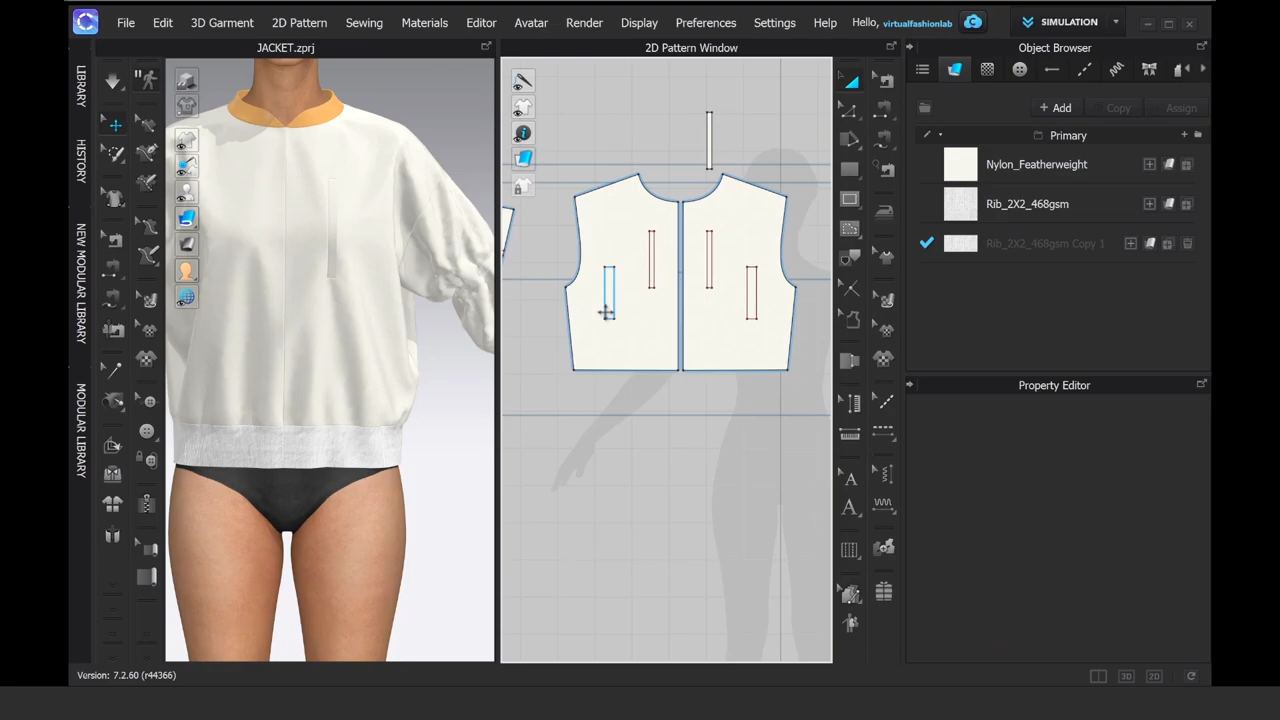 File Edit 3D Garment 2D Pattern Sewing Materials Editor Avatar Render Display Preferences Settings Help Hello, virtualfashionlab SIMULATION
JACKET.zprj
2D Pattern Window
Object Browser
LIBRARY
HISTORY
NEW MODULAR LIBRARY
MODULAR LIBRARY
+ Add
Copy
Assign
Primary
Nylon_Featherweight
Rib_2X2_468gsm
Rib_2X2_468gsm Copy 1
Property Editor
Version: 7.2.60 (r44366)
3D
2D